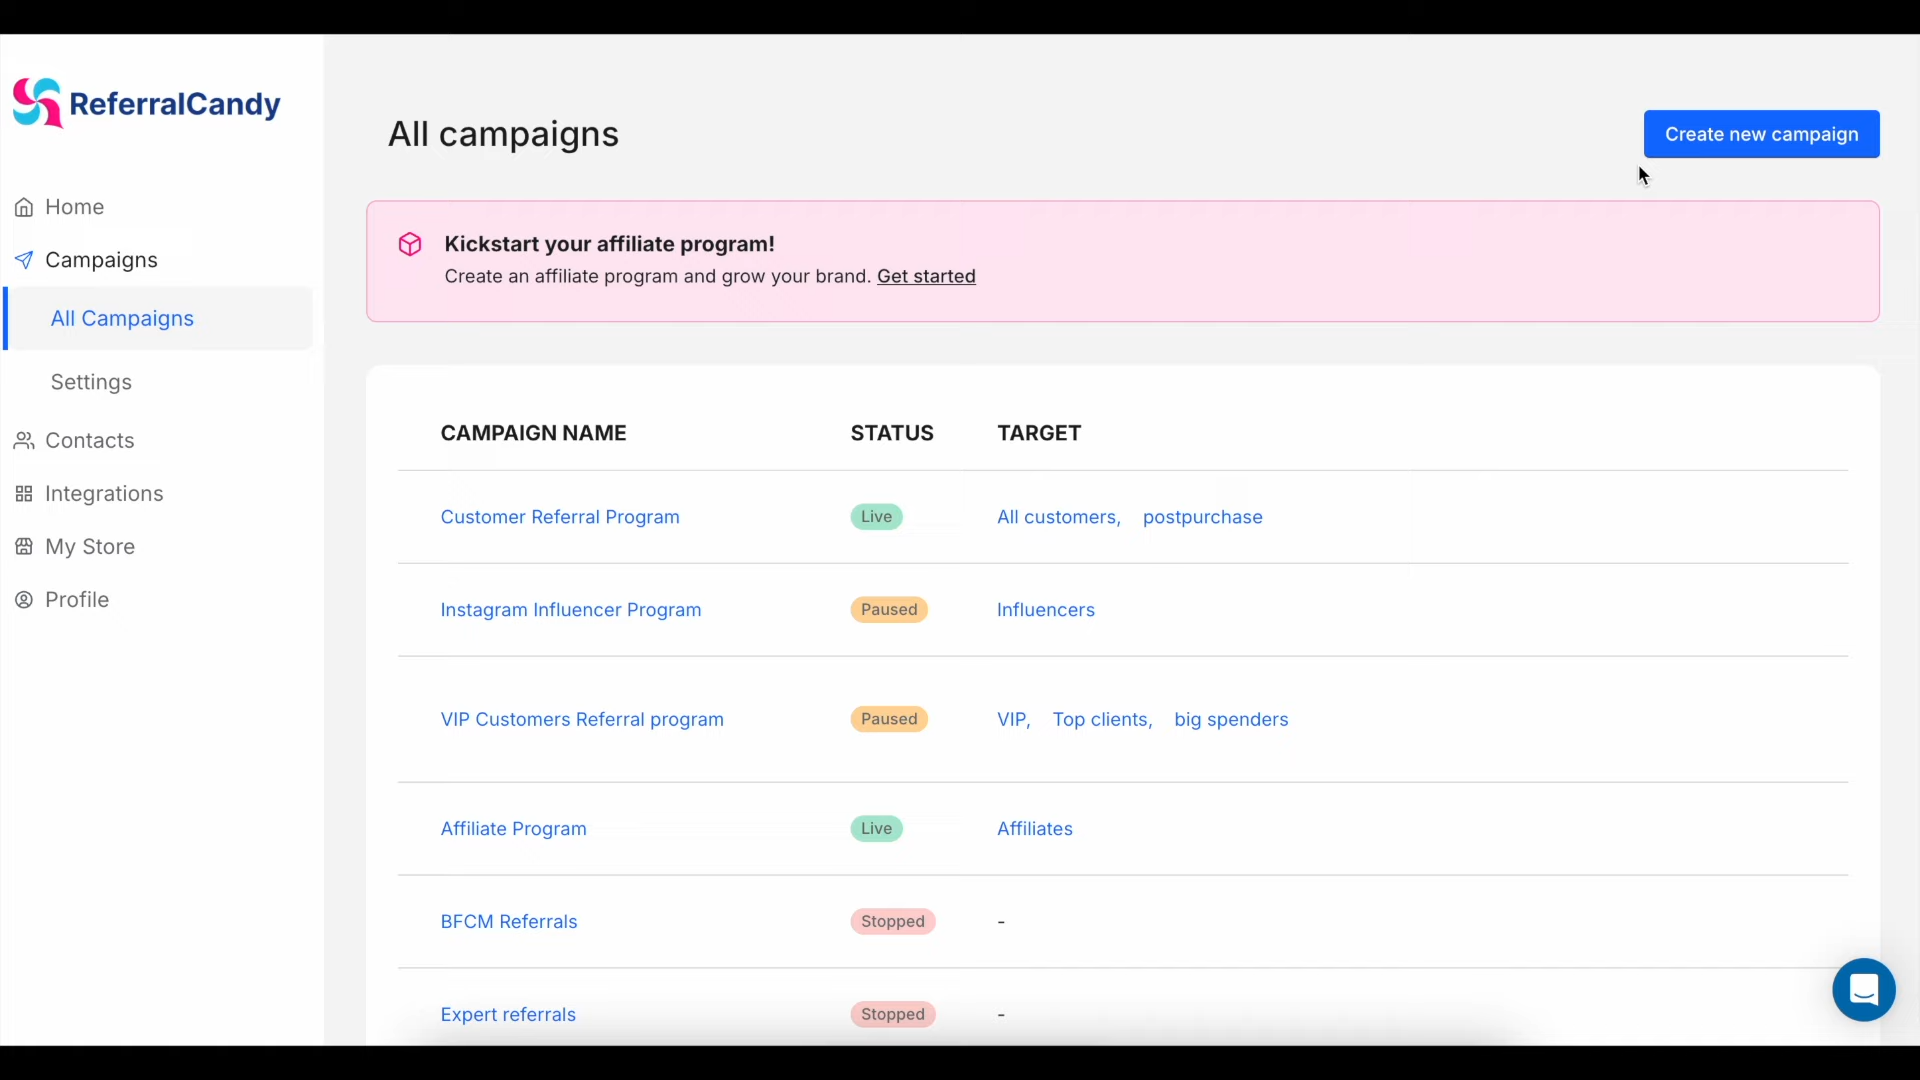 ReferralCandy
Home
Campaigns
All Campaigns
Settings
Contacts
Integrations
My Store
Profile
All campaigns
Create new campaign
Kickstart your affiliate program!
Create an affiliate program and grow your brand. Get started
CAMPAIGN NAME STATUS TARGET
Customer Referral Program Live All customers, postpurchase
Instagram Influencer Program Paused Influencers
VIP Customers Referral program Paused VIP, Top clients, big spenders
Affiliate Program Live Affiliates
BFCM Referrals Stopped -
Expert referrals Stopped -